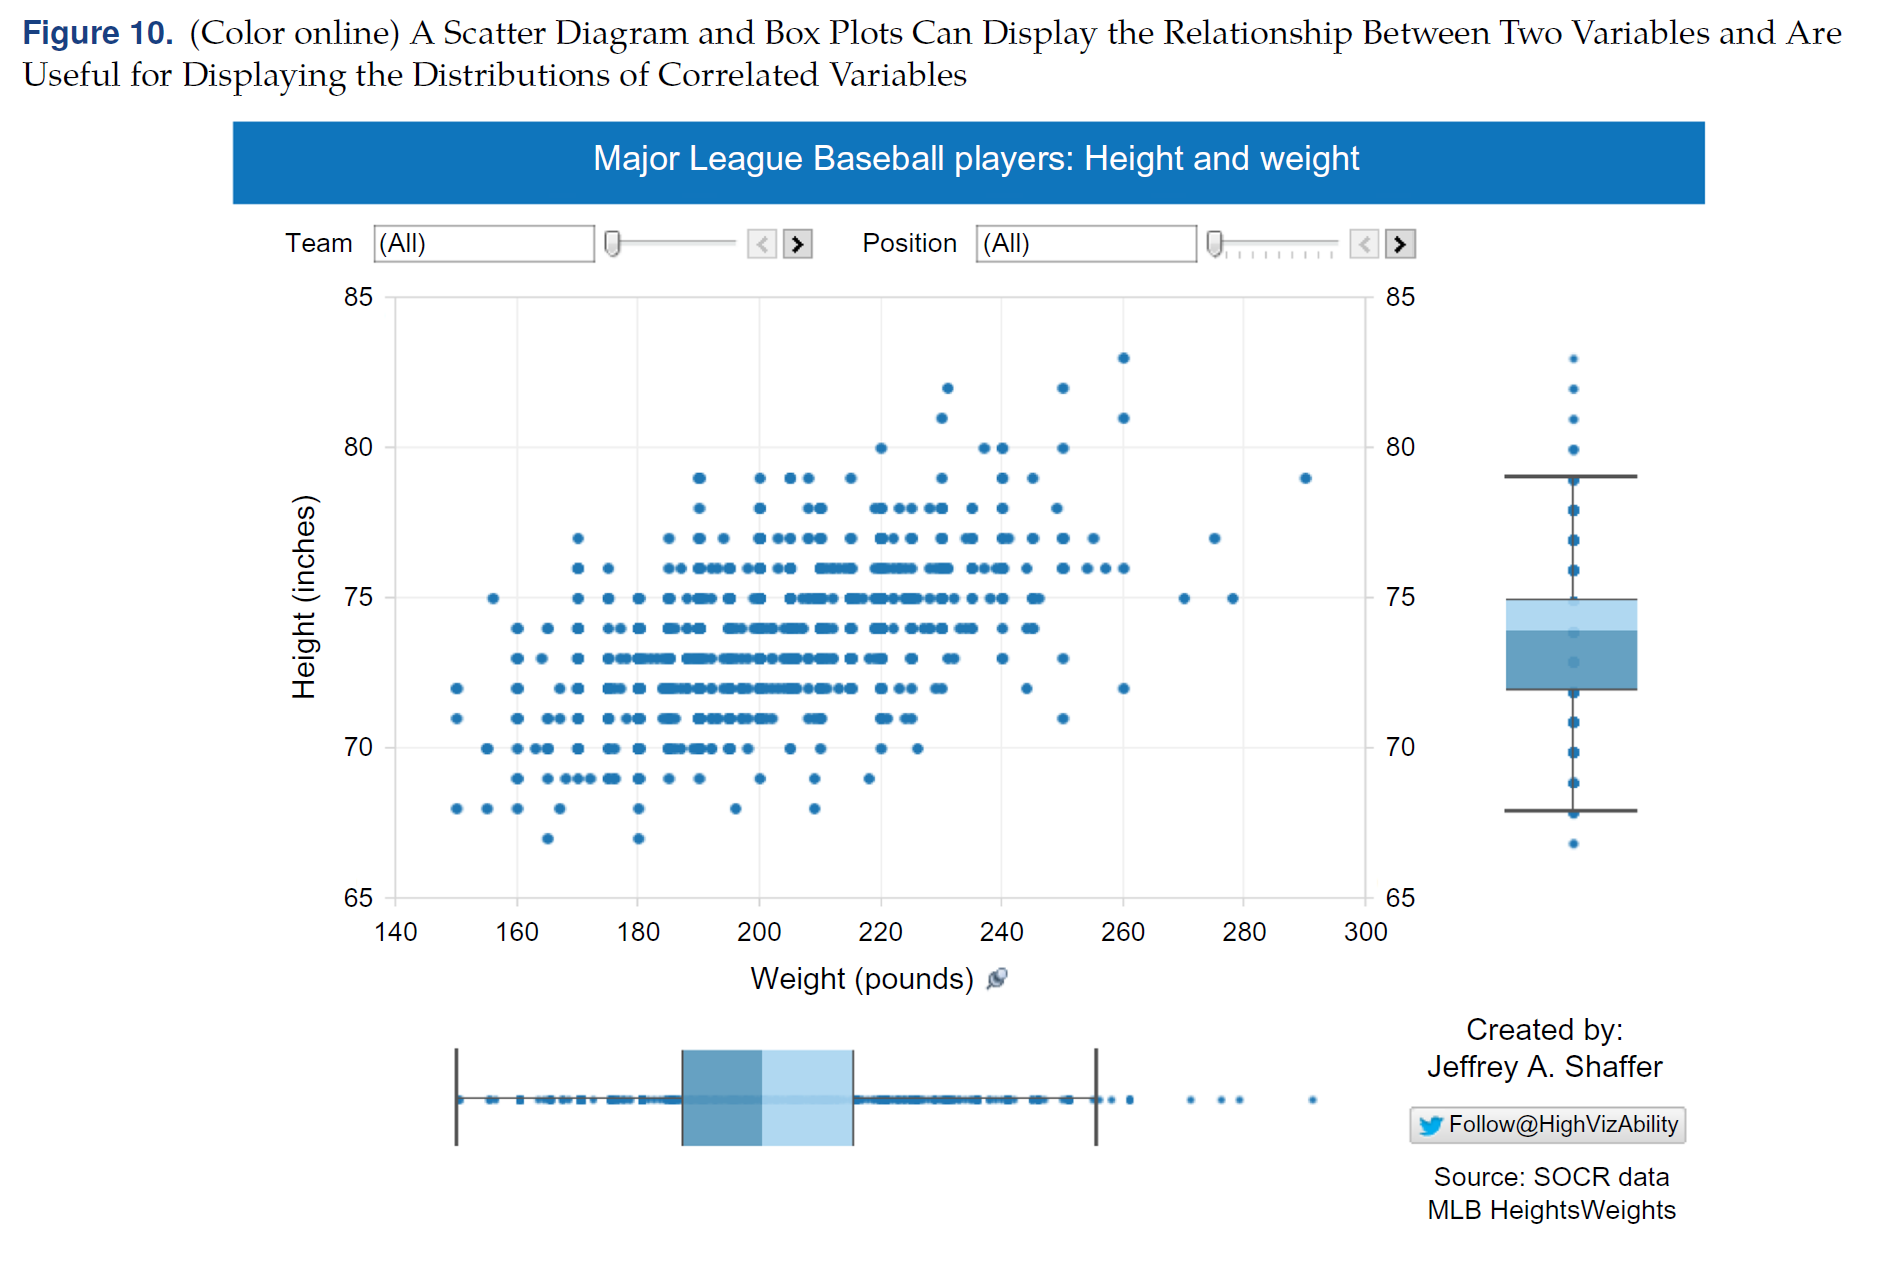 Figure 10. (Color online) A Scatter Diagram and Box Plots Can Display the Relationship Between Two Variables and Are
Useful for Displaying the Distributions of Correlated Variables
Major League Baseball players: Height and weight
Team (All) < > Position (All) < >
85 85
80 80
75 75
70 70
65 65
Height (inches)
140 160 180 200 220 240 260 280 300
Weight (pounds)
Created by:
Jeffrey A. Shaffer
Follow@HighVizAbility
Source: SOCR data
MLB HeightsWeights